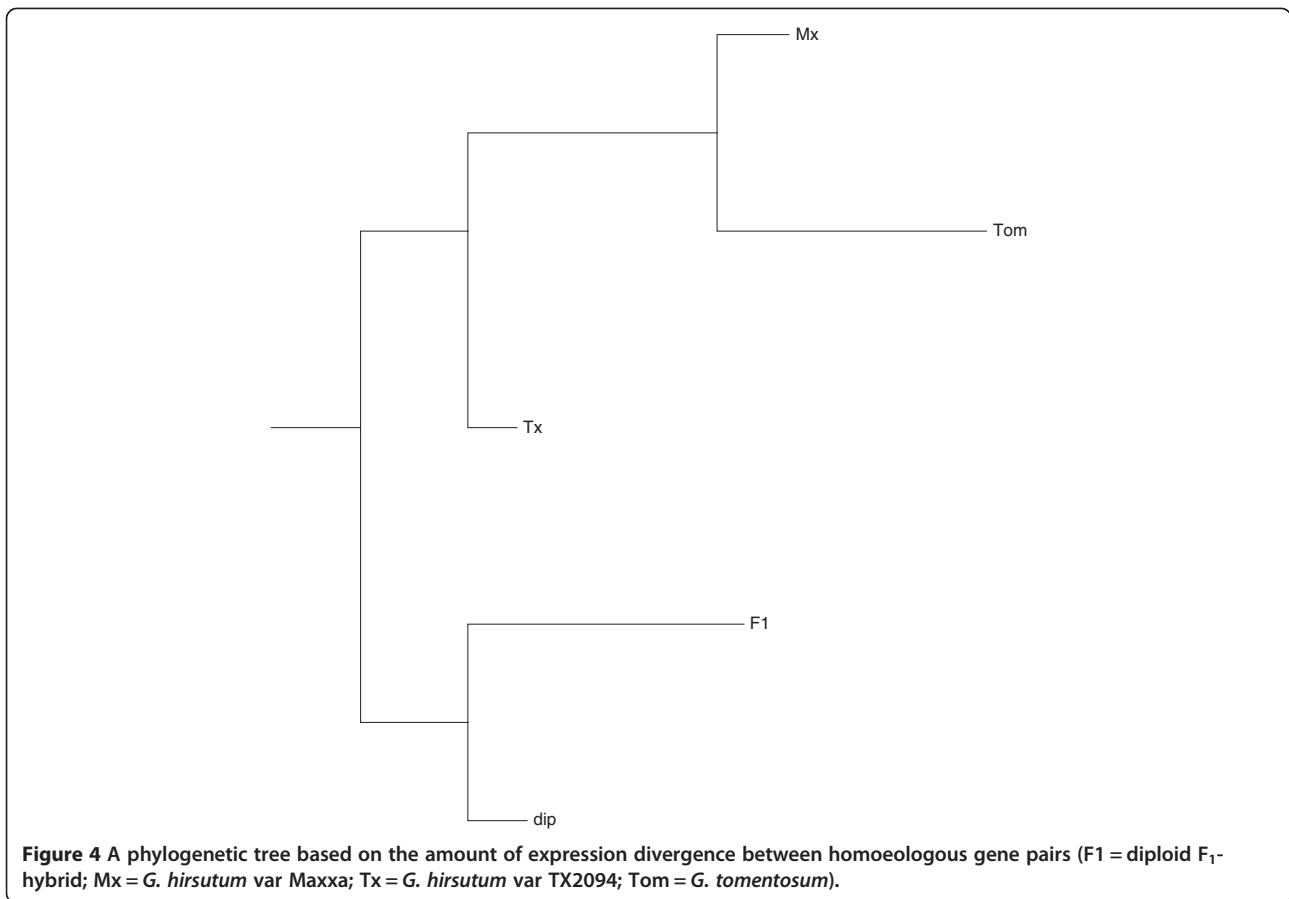 Mx
Tom
Tx
F1
dip
Figure 4 A phylogenetic tree based on the amount of expression divergence between homoeologous gene pairs (F1 = diploid F₁-
hybrid; Mx = G. hirsutum var Maxxa; Tx = G. hirsutum var TX2094; Tom = G. tomentosum).